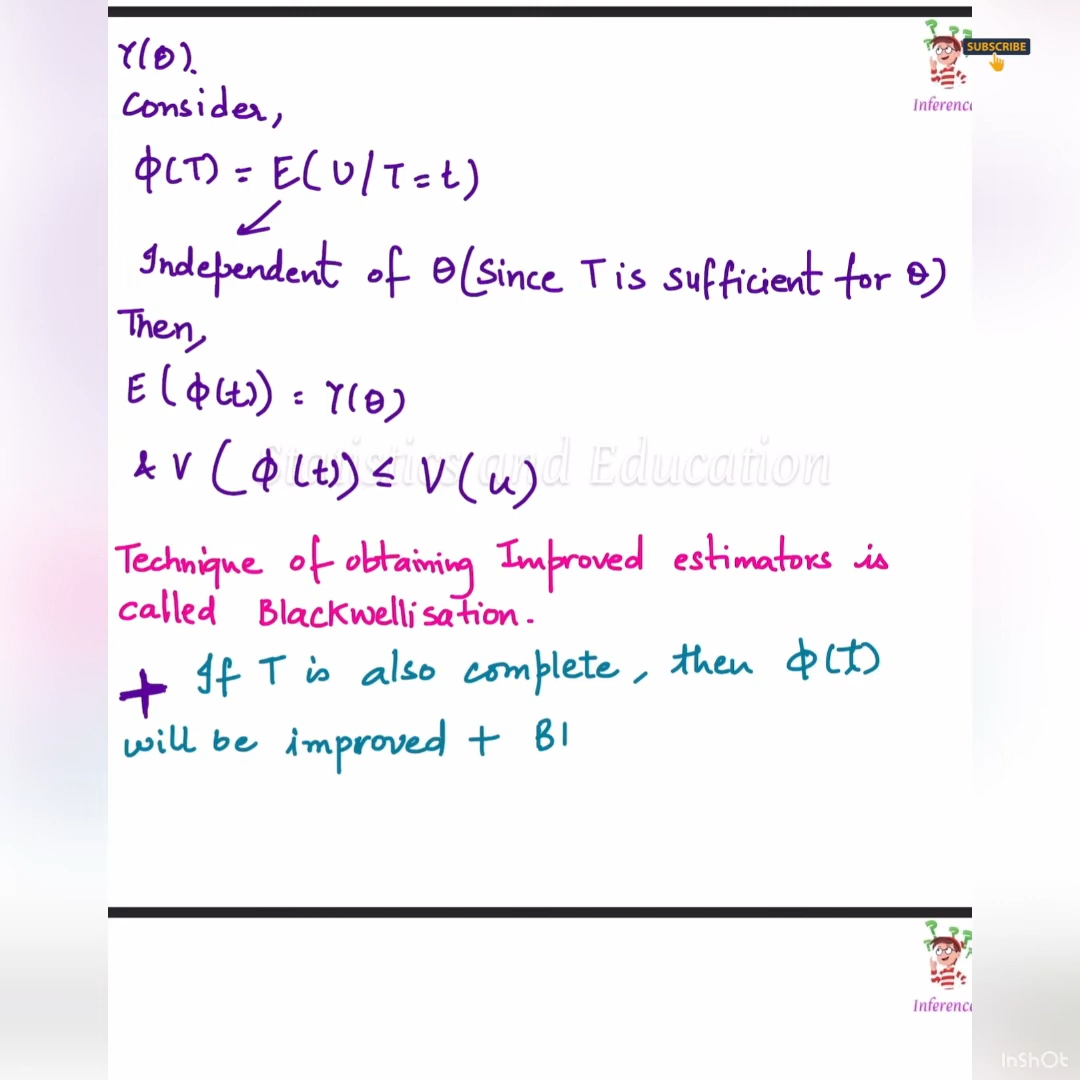 γ(θ).
SUBSCRIBE
Inferenc
Consider,
Φ(T) = E(U/T=t)
Independent of θ(since T is sufficient for θ)
Then,
E(Φ(t)) = γ(θ)
& V(Φ(t)) ≤ V(u)
Statistics and Education
Technique of obtaining Improved estimators is
called Blackwellisation.
+ If T is also complete, then Φ(t)
will be improved + Bl
Inferenc
InShOt